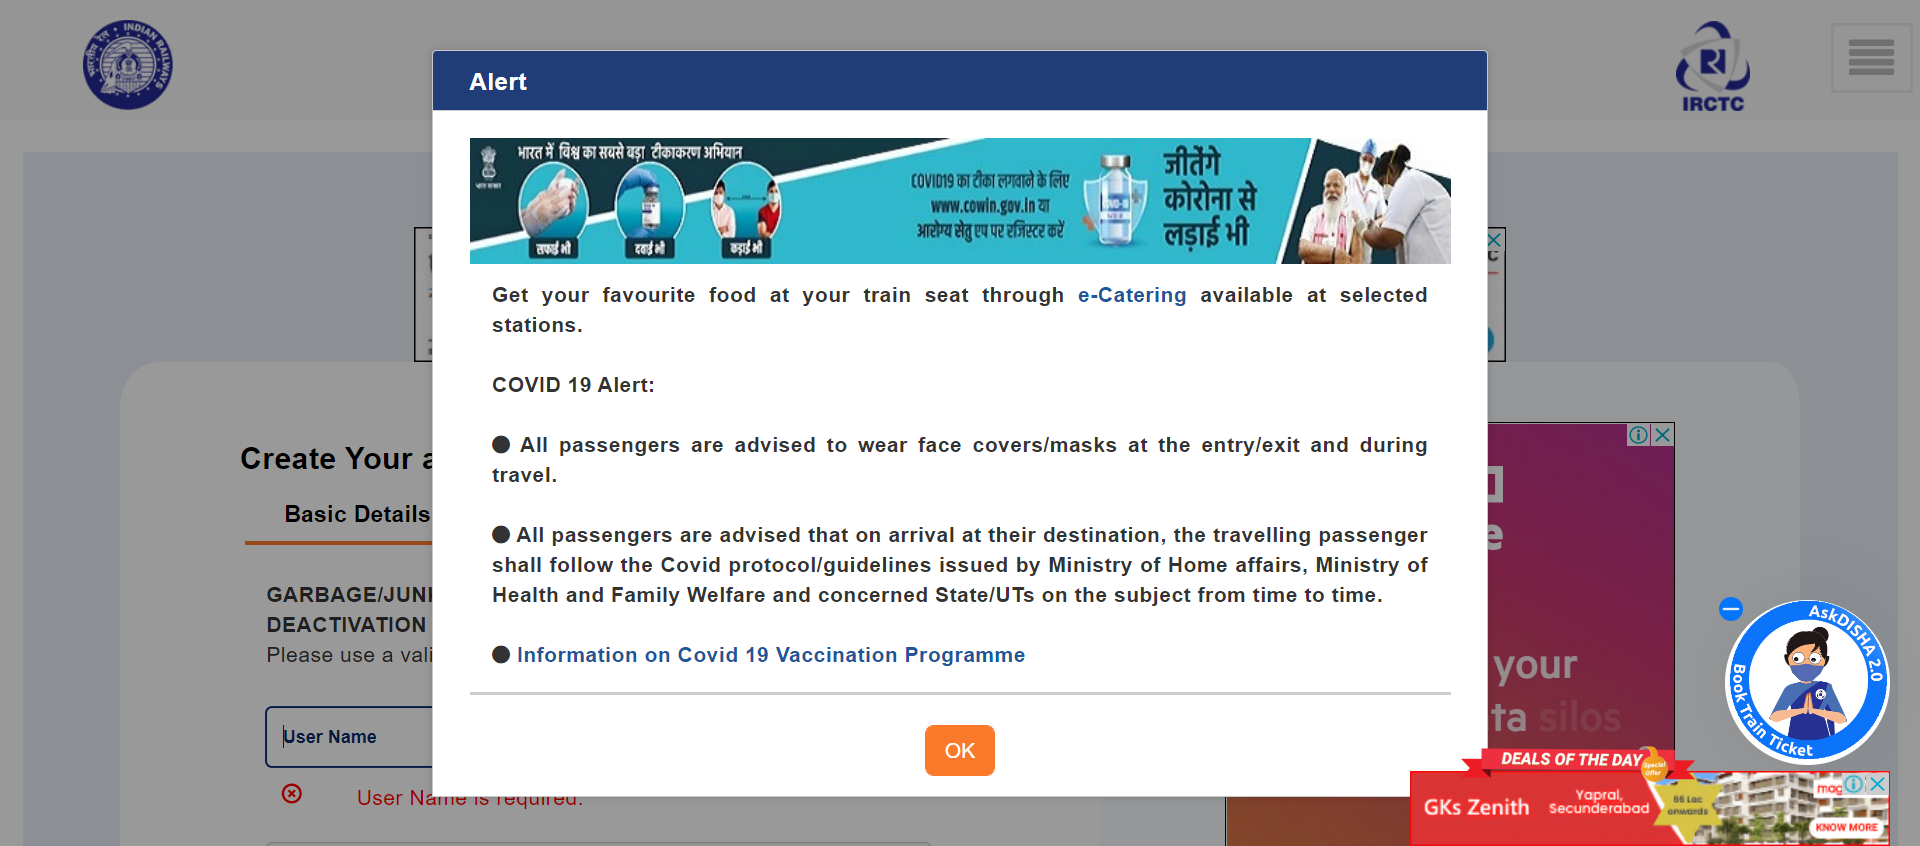 INDIAN RAILWAYS
भारतीय रेल
IRCTC
Alert
भारत में विश्व का सबसे बड़ा टीकाकरण अभियान
सफाई भी
दवाई भी
कड़ाई भी
COVID19 का टीका लगवाने के लिए
www.cowin.gov.in या
आरोग्य सेतु एप पर रजिस्टर करें
जीतेंगे
कोरोना से
लड़ाई भी
Get your favourite food at your train seat through e-Catering available at selected
stations.
COVID 19 Alert:
● All passengers are advised to wear face covers/masks at the entry/exit and during
travel.
● All passengers are advised that on arrival at their destination, the travelling passenger
shall follow the Covid protocol/guidelines issued by Ministry of Home affairs, Ministry of
Health and Family Welfare and concerned State/UTs on the subject from time to time.
● Information on Covid 19 Vaccination Programme
OK
Create Your a
Basic Details
GARBAGE/JUN
DEACTIVATION
Please use a vali
User Name
User Name is required.
your
ta silos
AskDISHA 2.0
Book Train Ticket
DEALS OF THE DAY
Special
Offer
GKs Zenith
Yapral,
Secunderabad
66 Lac
onwards
mag
KNOW MORE